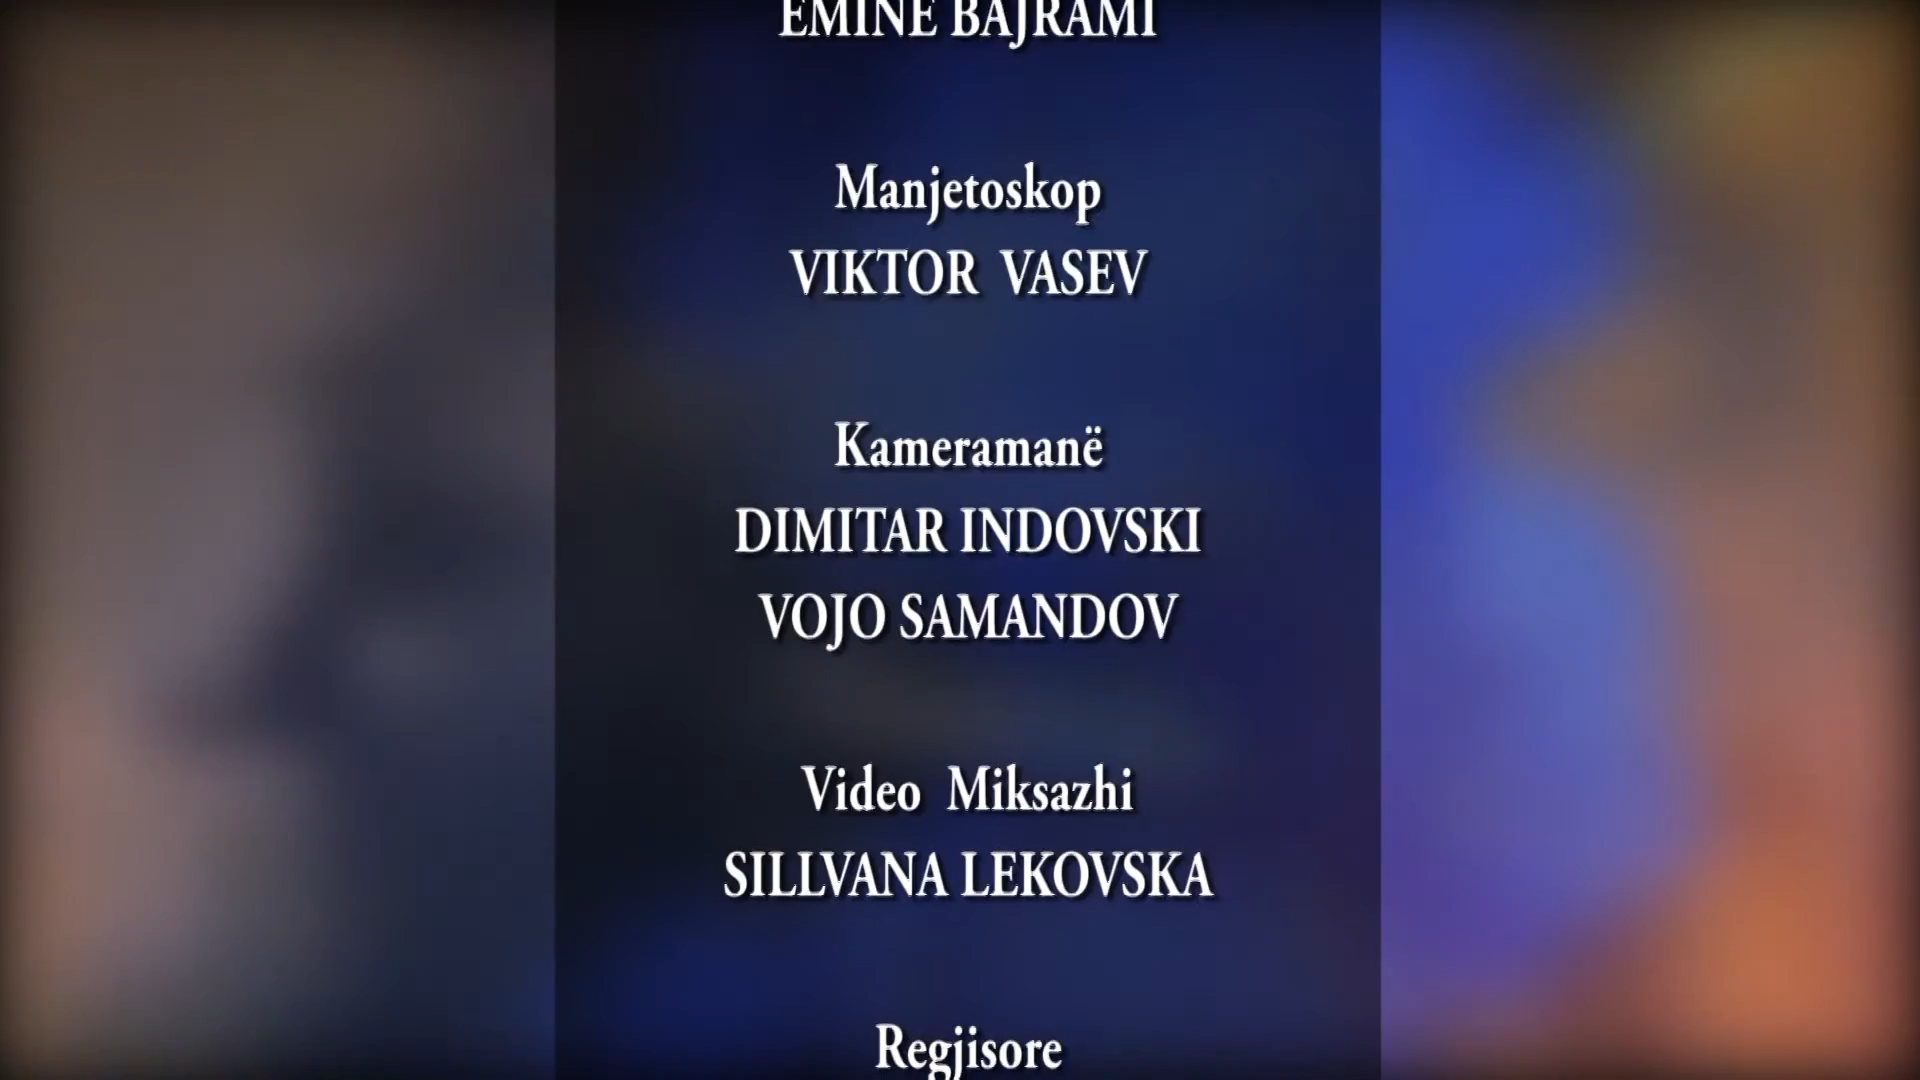 EMINE BAJRAMI
Manjetoskop
VIKTOR VASEV
Kameramanë
DIMITAR INDOVSKI
VOJO SAMANDOV
Video Miksazhi
SILLVANA LEKOVSKA
Regjisore